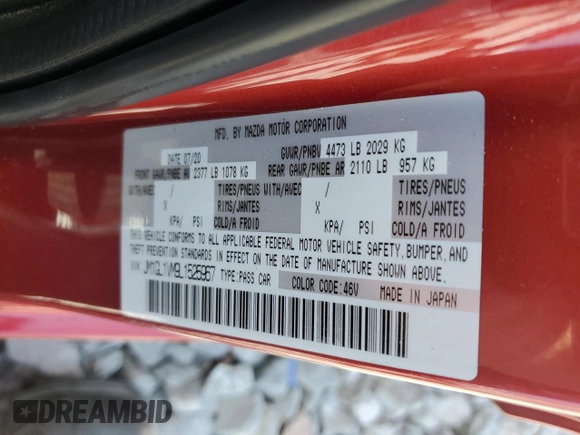 MFD. BY MAZDA MOTOR CORPORATION
DATE 07/20 GVWR/PNBV 4473 LB 2029 KG
FRONT GAWR/PNBE AV 2377 LB 1078 KG REAR GAWR/PNBE AR 2110 LB 957 KG
WITH/AVEC / TIRES/PNEUS WITH/AVEC / TIRES/PNEUS
X RIMS/JANTES X RIMS/JANTES
KPA/ PSI COLD/A FROID KPA/ PSI COLD/A FROID
THIS VEHICLE CONFORMS TO ALL APPLICABLE FEDERAL MOTOR VEHICLE SAFETY, BUMPER, AND
THEFT PREVENTION STANDARDS IN EFFECT ON THE DATE OF MANUFACTURE SHOWN ABOVE.
VIN: TYPE: PASS CAR COLOR CODE: 46V MADE IN JAPAN
DREAMBID